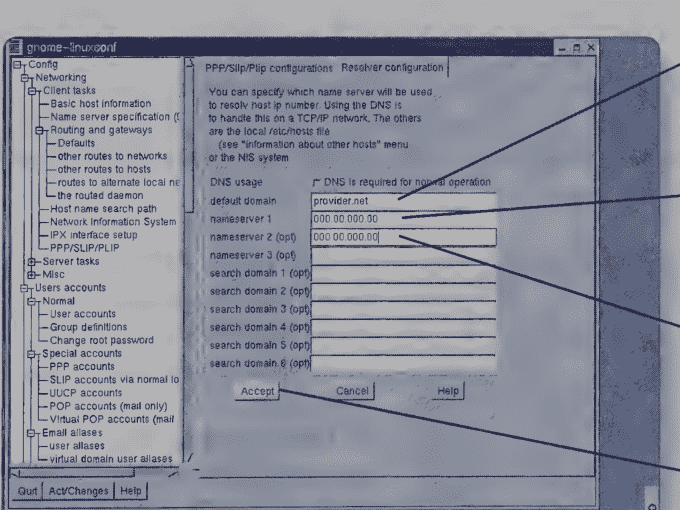 gnome-linuxconf
Config
Networking
Client tasks
Basic host information
Name server specification (D
Routing and gateways
Defaults
other routes to networks
other routes to hosts
routes to alternate local ne
the routed daemon
Host name search path
Network Information System
IPX interface setup
PPP/SLIP/PLIP
Server tasks
Misc
Users accounts
Normal
User accounts
Group definitions
Change root password
Special accounts
PPP accounts
SLIP accounts via normal lo
UUCP accounts
POP accounts (mail only)
Virtual POP accounts (mail
Email aliases
user aliases
virtual domain user aliases
Quit Act/Changes Help
PPP/Slip/Plip configurations Resolver configuration
You can specify which name server will be used
to resolv host ip number. Using the DNS is
to handle this on a TCP/IP network. The others
are the local /etc/hosts file
(see "information about other hosts" menu
or the NIS system
DNS usage DNS is required for normal operation
default domain provider.net
nameserver 1 000.00.000.00
nameserver 2 (opt) 000.00.000.00
nameserver 3 (opt)
search domain 1 (opt)
search domain 2 (opt)
search domain 3 (opt)
search domain 4 (opt)
search domain 5 (opt)
search domain 6 (opt)
Accept Cancel Help